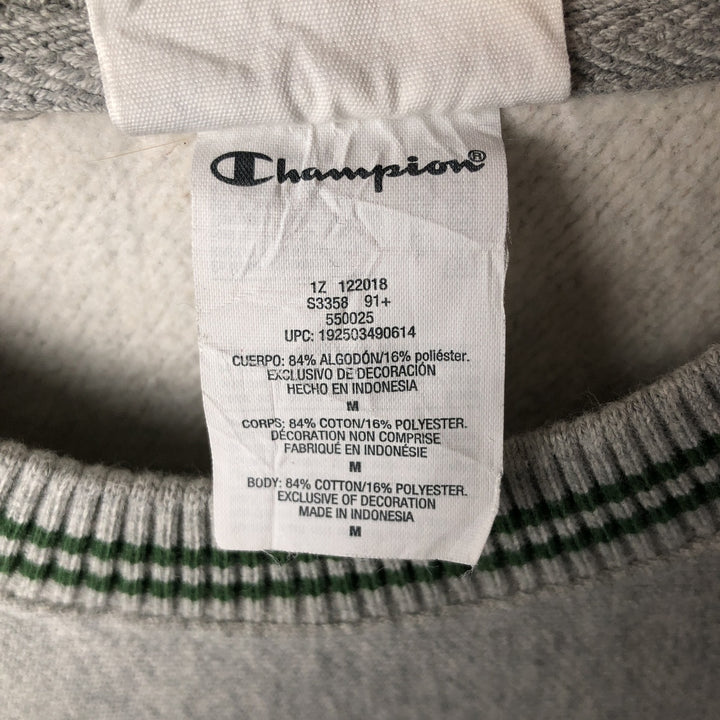 Champion®
1Z 122018
S3358 91+
550025
UPC: 192503490614
CUERPO: 84% ALGODÓN/16% poliéster.
EXCLUSIVO DE DECORACIÓN
HECHO EN INDONESIA
M
CORPS: 84% COTON/16% POLYESTER.
DÉCORATION NON COMPRISE
FABRIQUÉ EN INDONÉSIE
M
BODY: 84% COTTON/16% POLYESTER.
EXCLUSIVE OF DECORATION
MADE IN INDONESIA
M